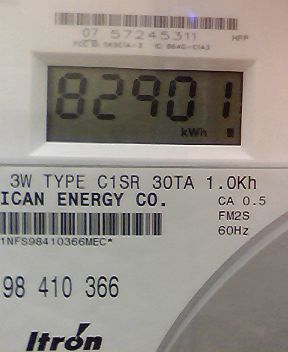 07 57245311
82901
kWh
3W TYPE C1SR 30TA 1.0Kh
ICAN ENERGY CO. CA 0.5
FM2S
60Hz
1NFS98410366MEC*
98 410 366
Itron